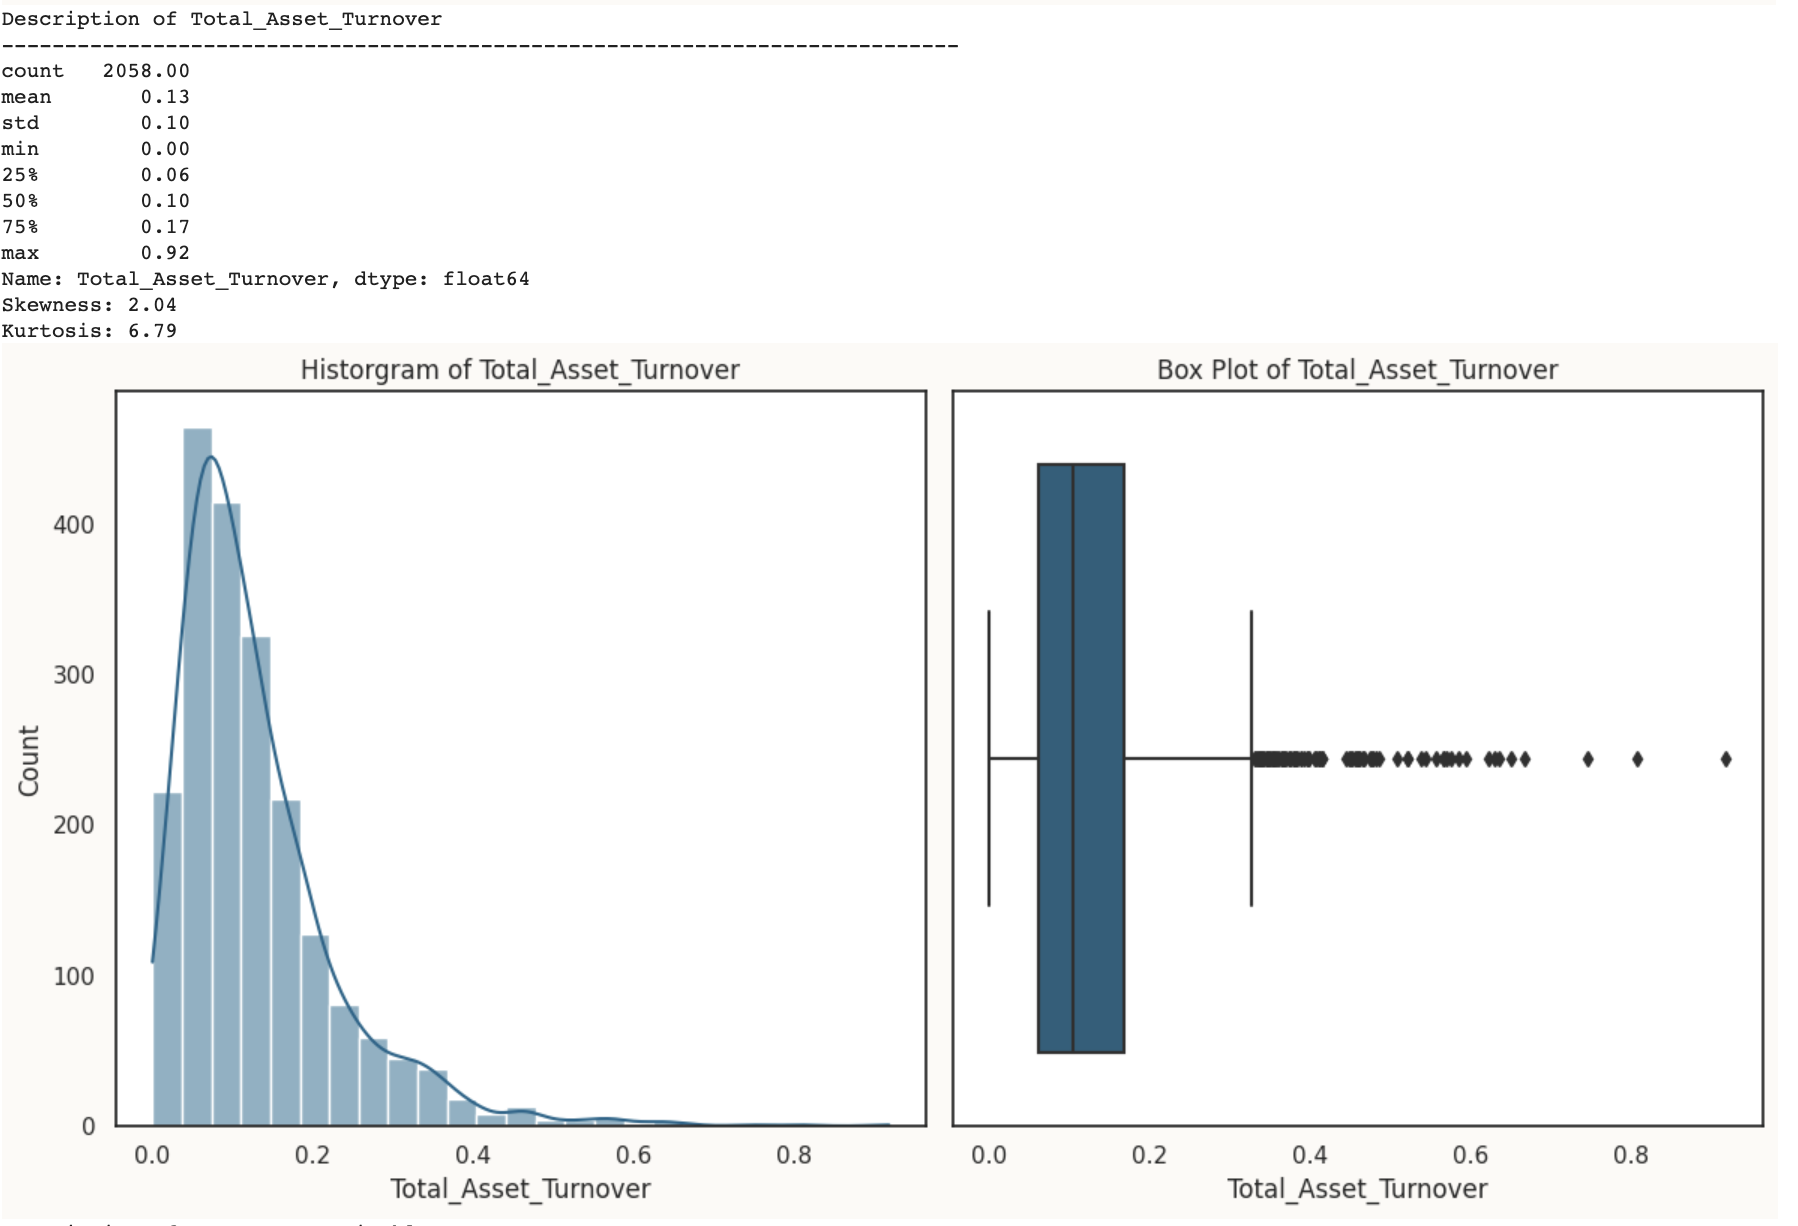 Description of Total_Asset_Turnover
----------------------------------------------------------------------------
count   2058.00
mean       0.13
std        0.10
min        0.00
25%        0.06
50%        0.10
75%        0.17
max        0.92
Name: Total_Asset_Turnover, dtype: float64
Skewness: 2.04
Kurtosis: 6.79
Historgram of Total_Asset_Turnover
Count
400
300
200
100
0
0.0 0.2 0.4 0.6 0.8
Total_Asset_Turnover
Box Plot of Total_Asset_Turnover
0.0 0.2 0.4 0.6 0.8
Total_Asset_Turnover